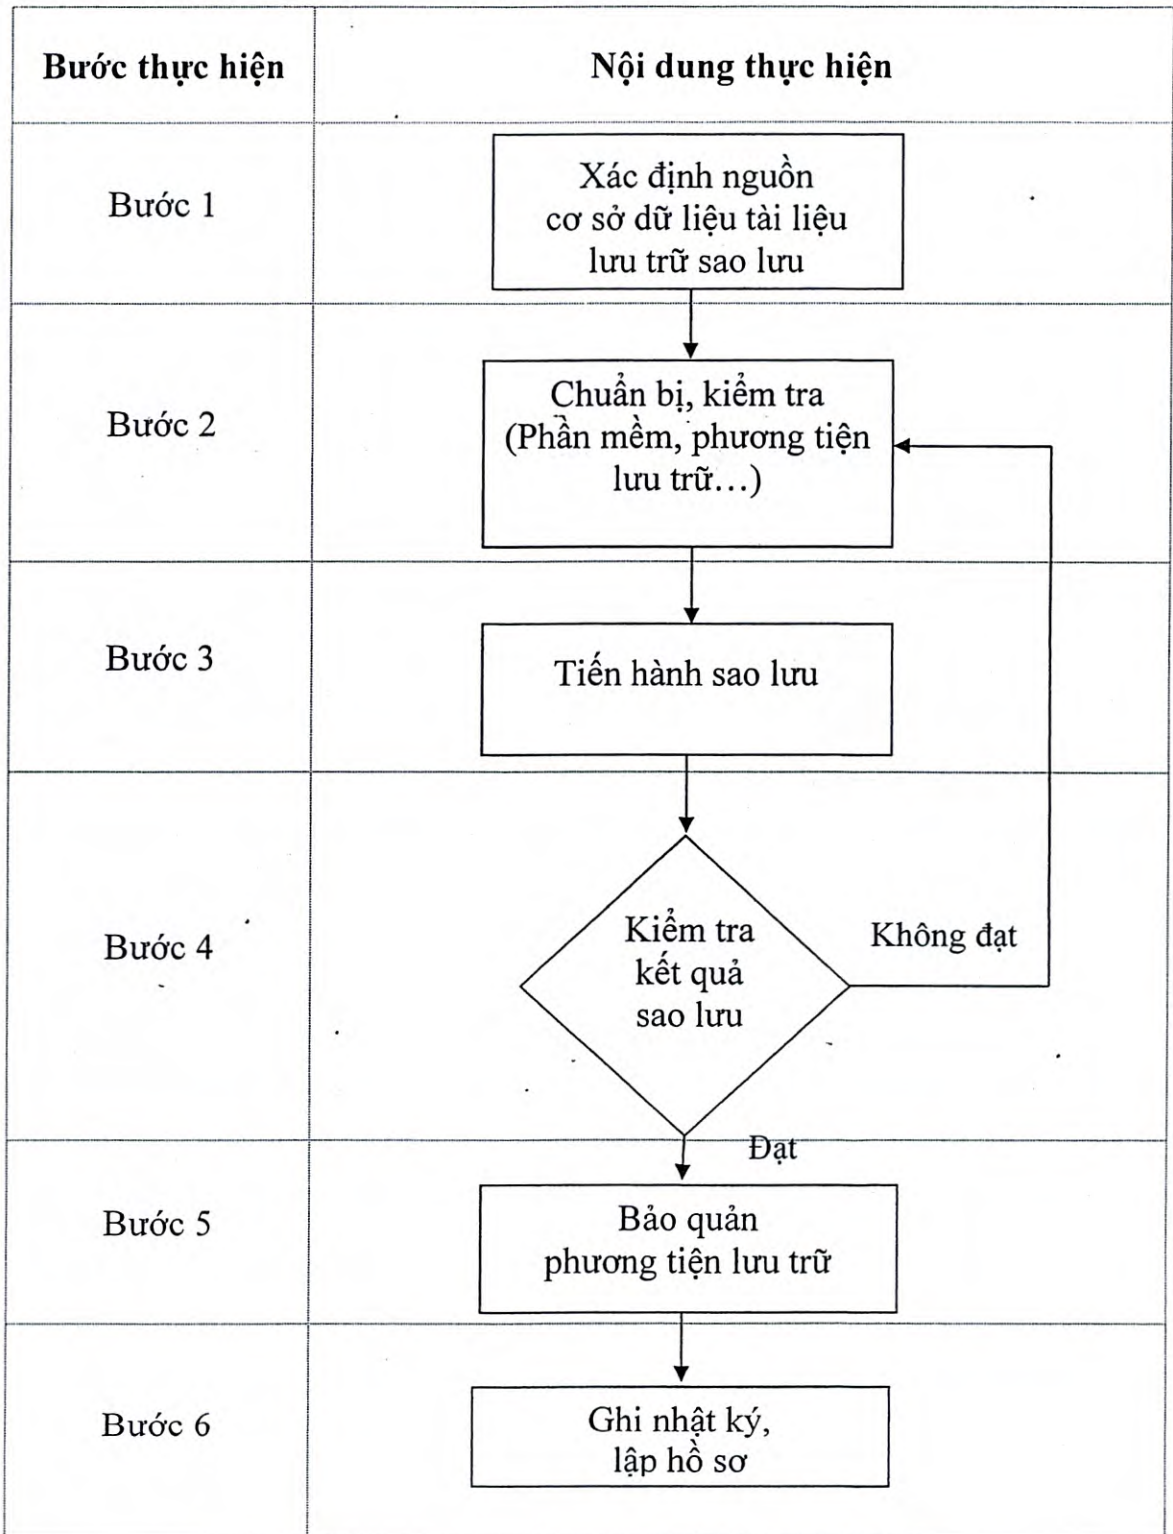 Bước thực hiện
Nội dung thực hiện
Bước 1
Xác định nguồn
cơ sở dữ liệu tài liệu
lưu trữ sao lưu
Bước 2
Chuẩn bị, kiểm tra
(Phần mềm, phương tiện
lưu trữ...)
Bước 3
Tiến hành sao lưu
Bước 4
Kiểm tra
kết quả
sao lưu
Không đạt
Đạt
Bước 5
Bảo quản
phương tiện lưu trữ
Bước 6
Ghi nhật ký,
lập hồ sơ